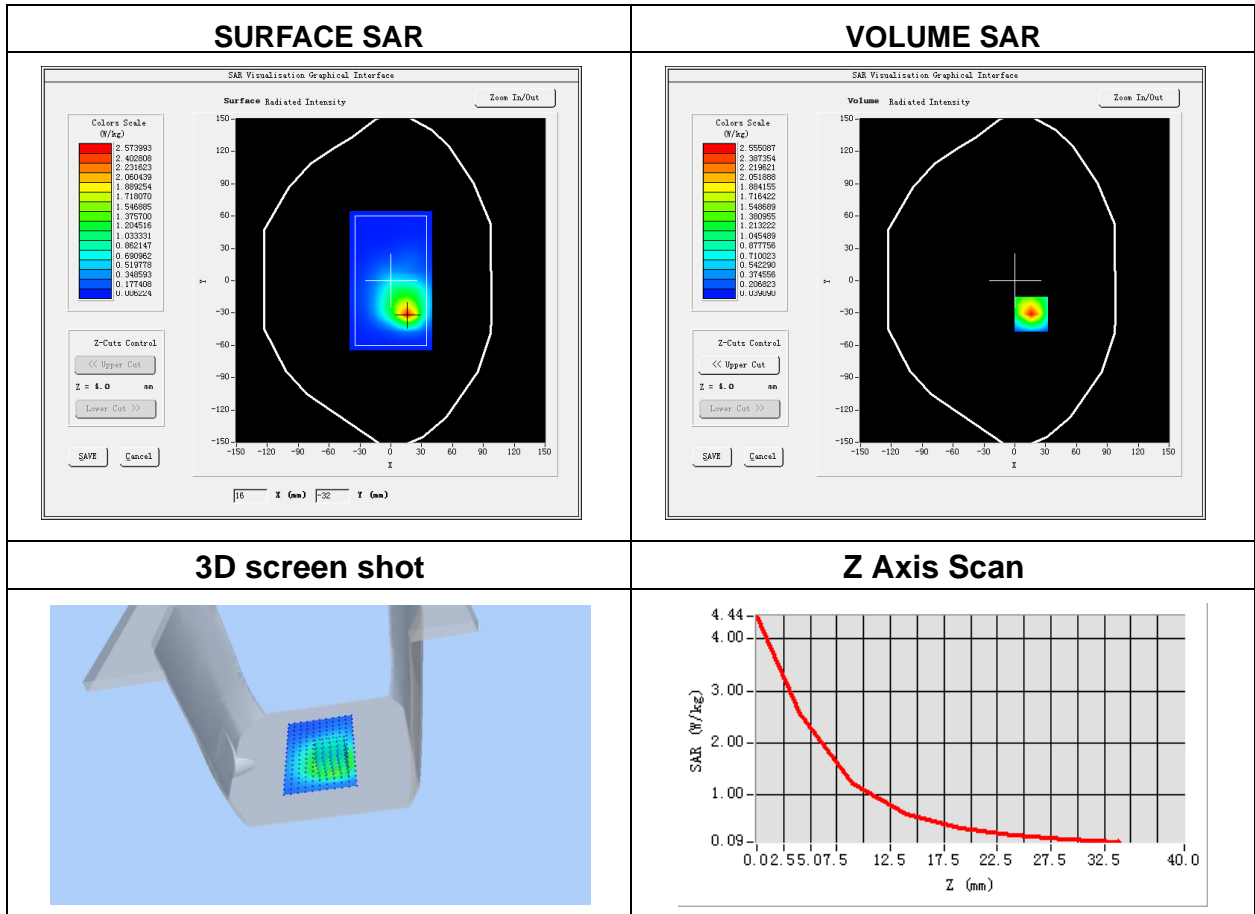 SURFACE SAR
VOLUME SAR
SAR Visualisation Graphical Interface
Surface Radiated Intensity
Zoom In/Out
Colors Scale
(W/kg)
2.573993
2.402808
2.231623
2.060439
1.889254
1.718070
1.546885
1.375700
1.204516
1.033331
0.862147
0.690962
0.519778
0.348593
0.177408
0.006224
Z-Cuts Control
<< Upper Cut
Z = 4.0 mm
Lower Cut >>
SAVE
Cancel
150
120
90
60
30
0
-30
-60
-90
-120
-150
Y
-150 -120 -90 -60 -30 0 30 60 90 120 150
X
16 X (mm) -32 Y (mm)
SAR Visualisation Graphical Interface
Volume Radiated Intensity
Zoom In/Out
Colors Scale
(W/kg)
2.555087
2.387354
2.219621
2.051888
1.884155
1.716422
1.548689
1.380955
1.213222
1.045489
0.877756
0.710023
0.542290
0.374556
0.206823
0.039090
Z-Cuts Control
<< Upper Cut
Z = 4.0 mm
Lower Cut >>
SAVE
Cancel
150
120
90
60
30
0
-30
-60
-90
-120
-150
Y
-150 -120 -90 -60 -30 0 30 60 90 120 150
X
3D screen shot
Z Axis Scan
4.44
4.00
3.00
2.00
1.00
0.09
SAR (W/kg)
0.0 2.5 5.0 7.5 12.5 17.5 22.5 27.5 32.5 40.0
Z (mm)